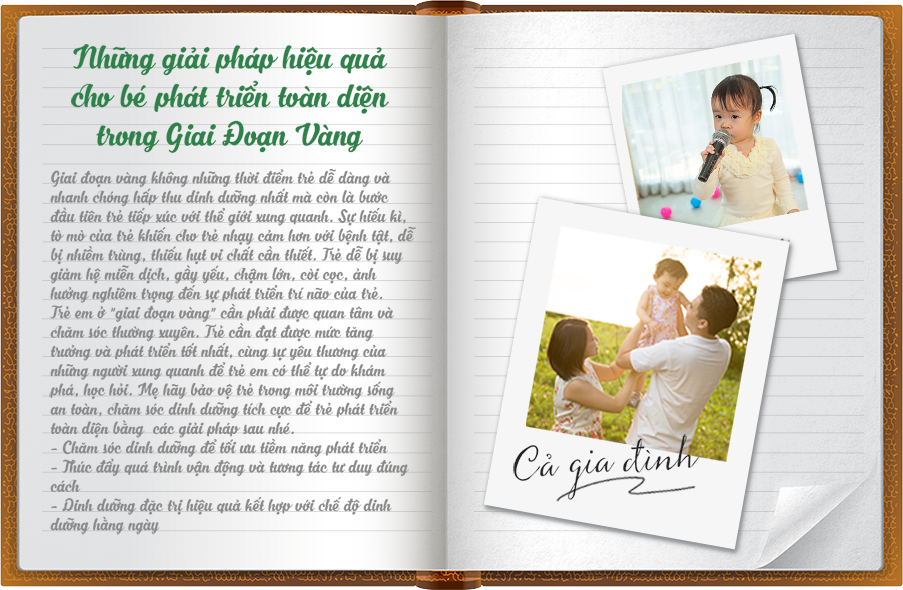 Những giải pháp hiệu quả
cho bé phát triển toàn diện
trong Giai Đoạn Vàng
Giai đoạn vàng không những thời điểm trẻ dễ dàng và
nhanh chóng hấp thu dinh dưỡng nhất mà còn là bước
đầu tiên trẻ tiếp xúc với thế giới xung quanh. Sự hiếu kì,
tò mò của trẻ khiến cho trẻ nhạy cảm hơn với bệnh tật, dễ
bị nhiễm trùng, thiếu hụt vi chất cần thiết. Trẻ dễ bị suy
giảm hệ miễn dịch, gầy yếu, chậm lớn, còi cọc, ảnh
hưởng nghiêm trọng đến sự phát triển trí não của trẻ.
Trẻ em ở "giai đoạn vàng" cần phải được quan tâm và
chăm sóc thường xuyên. Trẻ cần đạt được mức tăng
trưởng và phát triển tốt nhất, cùng sự yêu thương của
những người xung quanh để trẻ em có thể tự do khám
phá, học hỏi. Mẹ hãy bảo vệ trẻ trong môi trường sống
an toàn, chăm sóc dinh dưỡng tích cực để trẻ phát triển
toàn diện bằng  các giải pháp sau nhé.
- Chăm sóc dinh dưỡng để tối ưu tiềm năng phát triển
- Thúc đẩy quá trình vận động và tương tác tư duy đúng
cách
- Dinh dưỡng đặc trị hiệu quả kết hợp với chế độ dinh
dưỡng hằng ngày
Cả gia đình